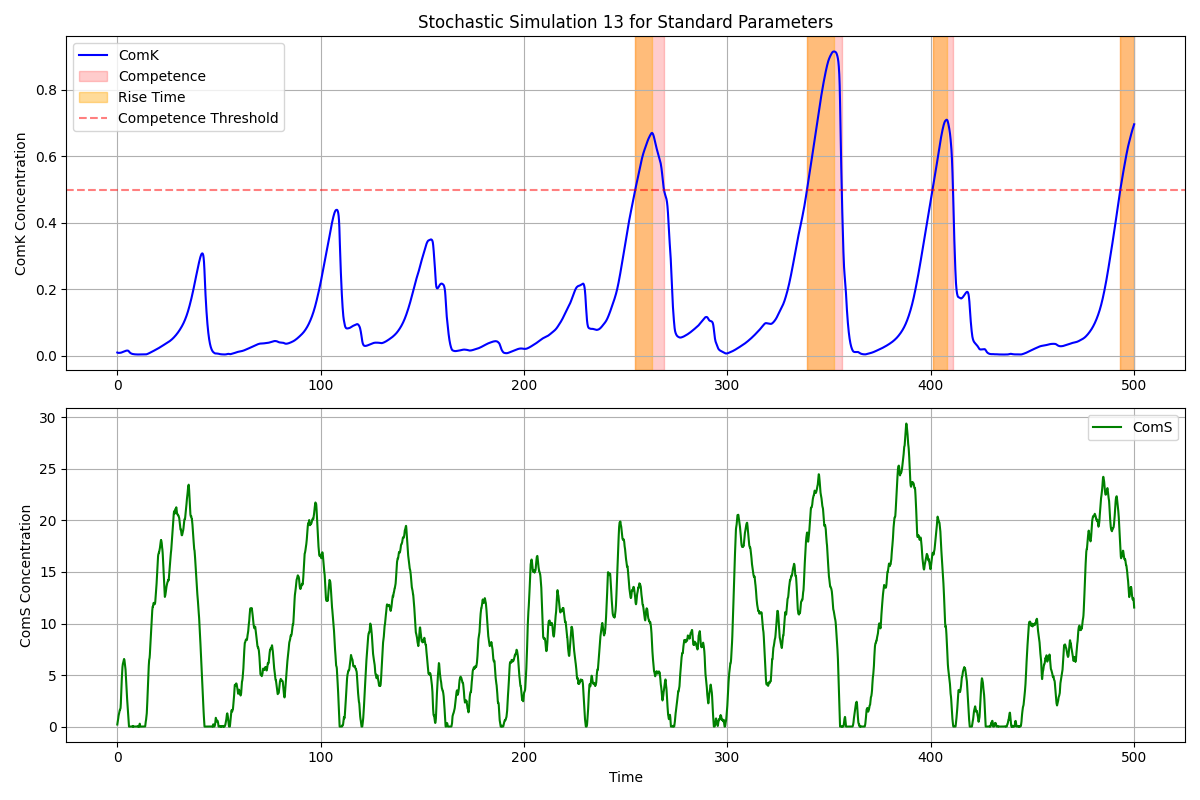 Stochastic Simulation 13 for Standard Parameters
ComK Concentration
0.8
0.6
0.4
0.2
0.0
ComK
Competence
Rise Time
Competence Threshold
0 100 200 300 400 500
ComS Concentration
30
25
20
15
10
5
0
ComS
0 100 200 300 400 500
Time